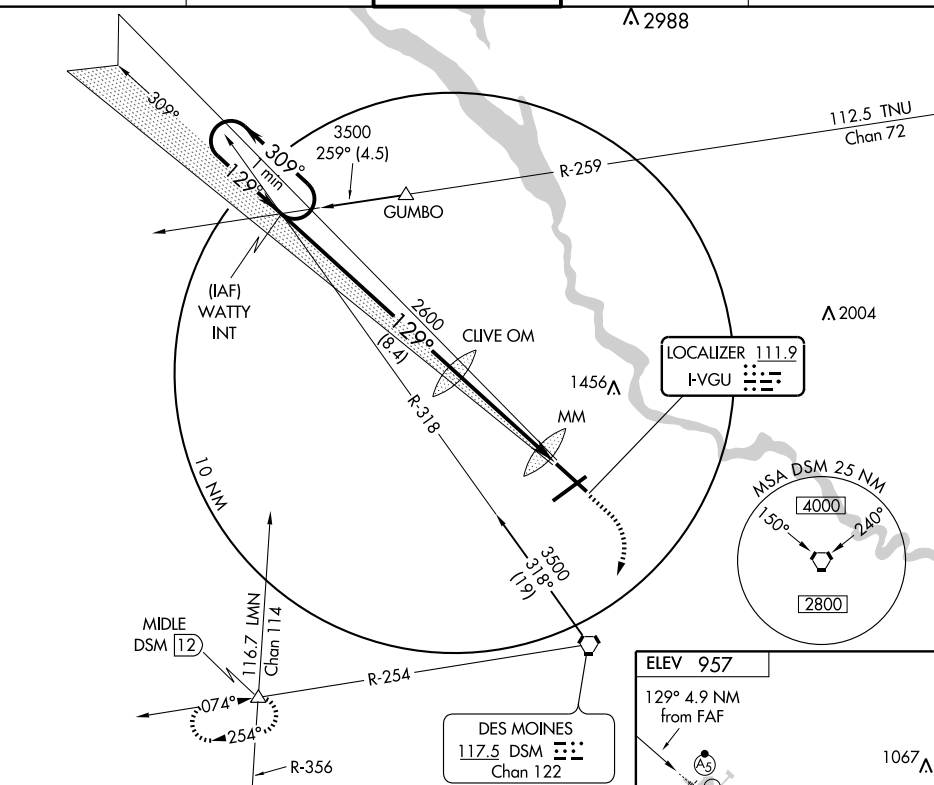 2988
112.5 TNU
Chan 72
309°
3500
259° (4.5)
309°
1 min
129°
R-259
GUMBO
(IAF)
WATTY
INT
2600
129°
(8.4)
CLIVE OM
2004
LOCALIZER 111.9
I-VGU
1456
MM
R-318
10 NM
MSA DSM 25 NM
4000
150°
240°
2800
3500
318°
(19)
MIDLE
DSM 12
116.7 LMN
Chan 114
R-254
074°
254°
R-356
DES MOINES
117.5 DSM
Chan 122
ELEV 957
129° 4.9 NM
from FAF
A5
1067